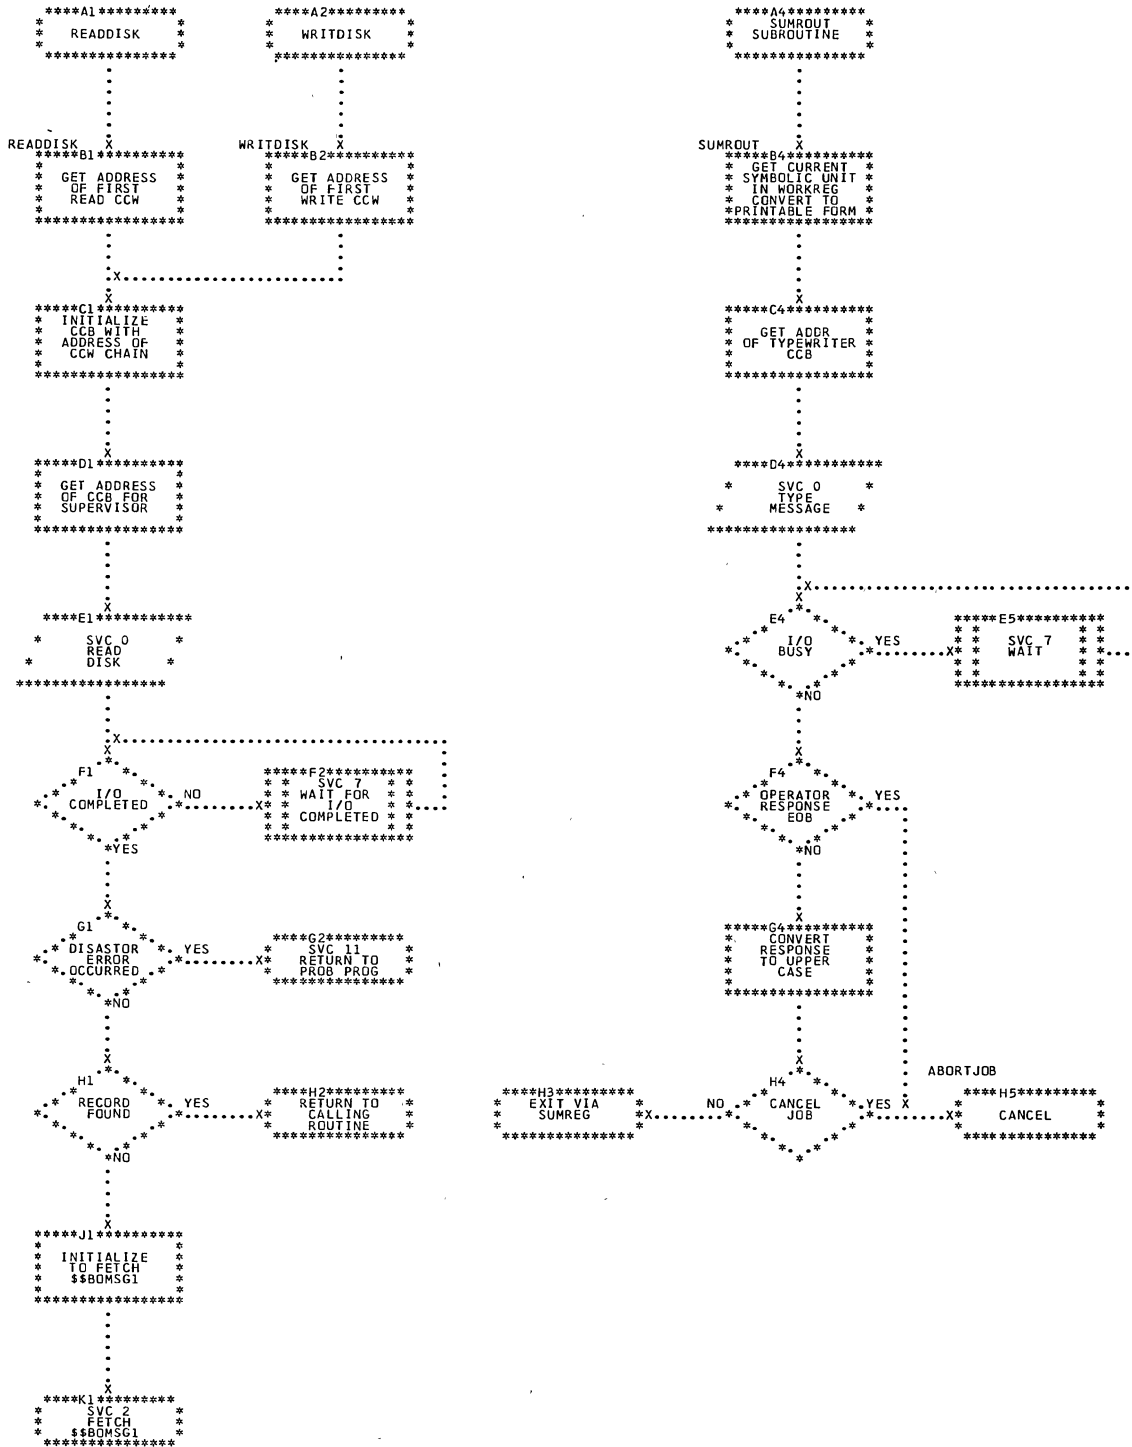 A1
READDISK
A2
WRITDISK
A4
SUMROUT
SUBROUTINE
READDISK
B1
GET ADDRESS
OF FIRST
READ CCW
WRITDISK
B2
GET ADDRESS
OF FIRST
WRITE CCW
SUMROUT
B4
GET CURRENT
SYMBOLIC UNIT
IN WORKREG
CONVERT TO
PRINTABLE FORM
C1
INITIALIZE
CCB WITH
ADDRESS OF
CCW CHAIN
C4
GET ADDR
OF TYPEWRITER
CCB
D1
GET ADDRESS
OF CCB FOR
SUPERVISOR
D4
SVC 0
TYPE
MESSAGE
E1
SVC 0
READ
DISK
E4
I/O
BUSY
YES
NO
E5
SVC 7
WAIT
F1
I/O
COMPLETED
NO
YES
F2
SVC 7
WAIT FOR
I/O
COMPLETED
F4
OPERATOR
RESPONSE
EOB
YES
NO
G1
DISASTOR
ERROR
OCCURRED
YES
NO
G2
SVC 11
RETURN TO
PROB PROG
G4
CONVERT
RESPONSE
TO UPPER
CASE
H1
RECORD
FOUND
YES
NO
H2
RETURN TO
CALLING
ROUTINE
H3
EXIT VIA
SUMREG
NO
H4
CANCEL
JOB
YES
ABORTJOB
H5
CANCEL
J1
INITIALIZE
TO FETCH
$$BOMSG1
K1
SVC 2
FETCH
$$BOMSG1